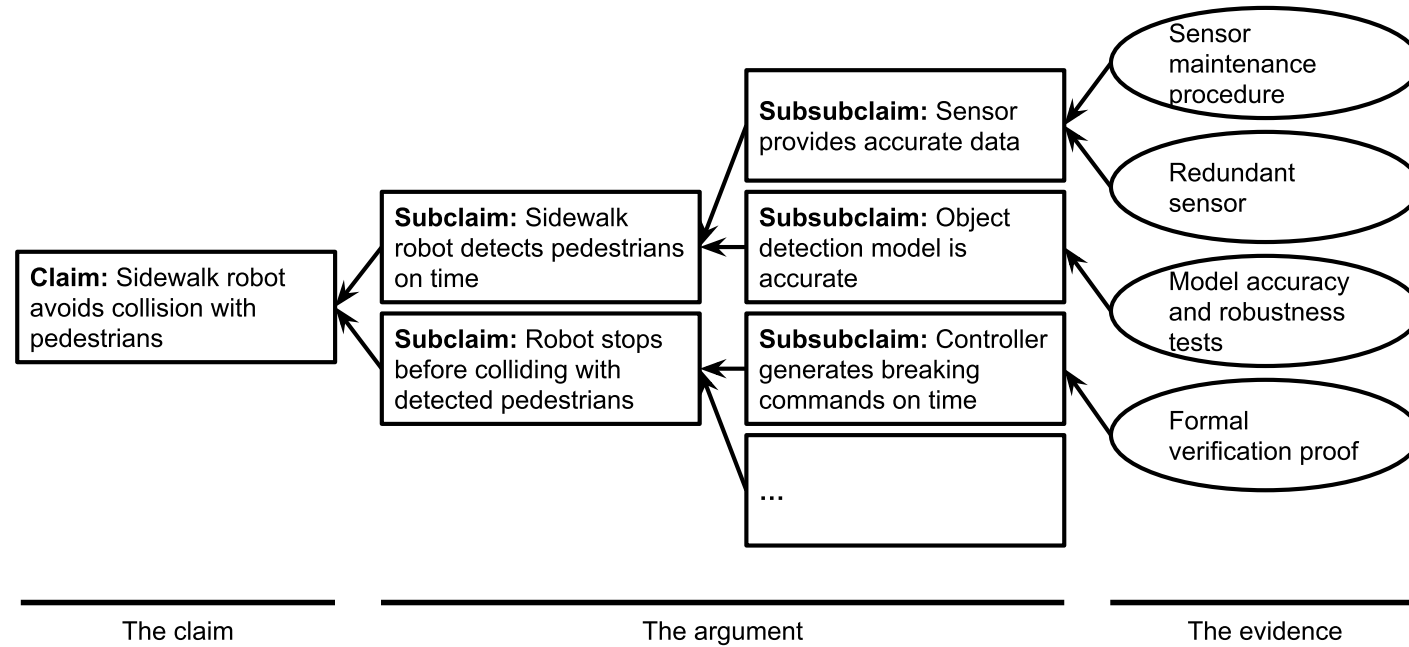 Claim: Sidewalk robot
avoids collision with
pedestrians
Subclaim: Sidewalk
robot detects pedestrians
on time
Subclaim: Robot stops
before colliding with
detected pedestrians
Subsubclaim: Sensor
provides accurate data
Subsubclaim: Object
detection model is
accurate
Subsubclaim: Controller
generates breaking
commands on time
...
Sensor
maintenance
procedure
Redundant
sensor
Model accuracy
and robustness
tests
Formal
verification proof
The claim
The argument
The evidence